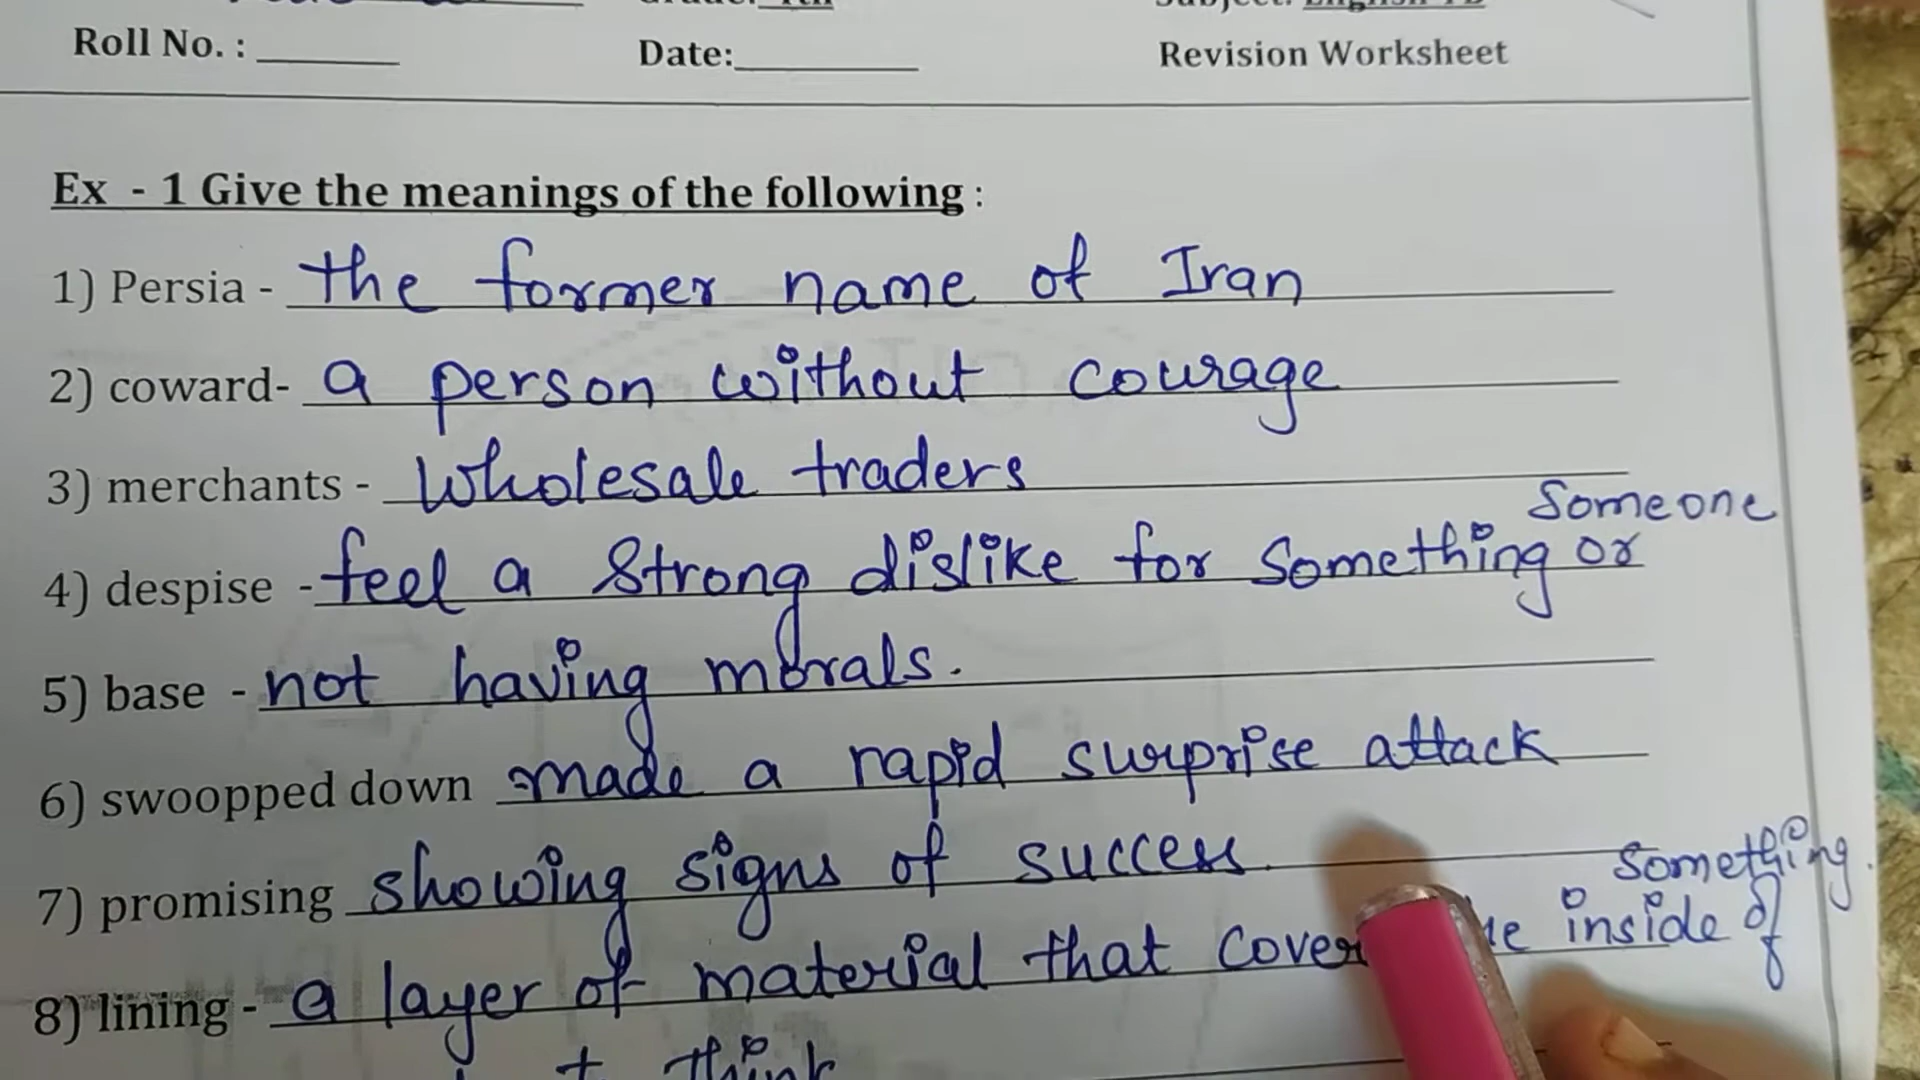 Roll No. : ______ Date:________ Revision Worksheet
Ex - 1 Give the meanings of the following :
1) Persia - the former name of Iran
2) coward- a person without courage
3) merchants - wholesale traders
someone
4) despise - feel a strong dislike for something or
5) base - not having morals.
6) swoopped down - made a rapid surprise attack
7) promising showing signs of success.
something.
8) lining - a layer of material that cover inside of
think